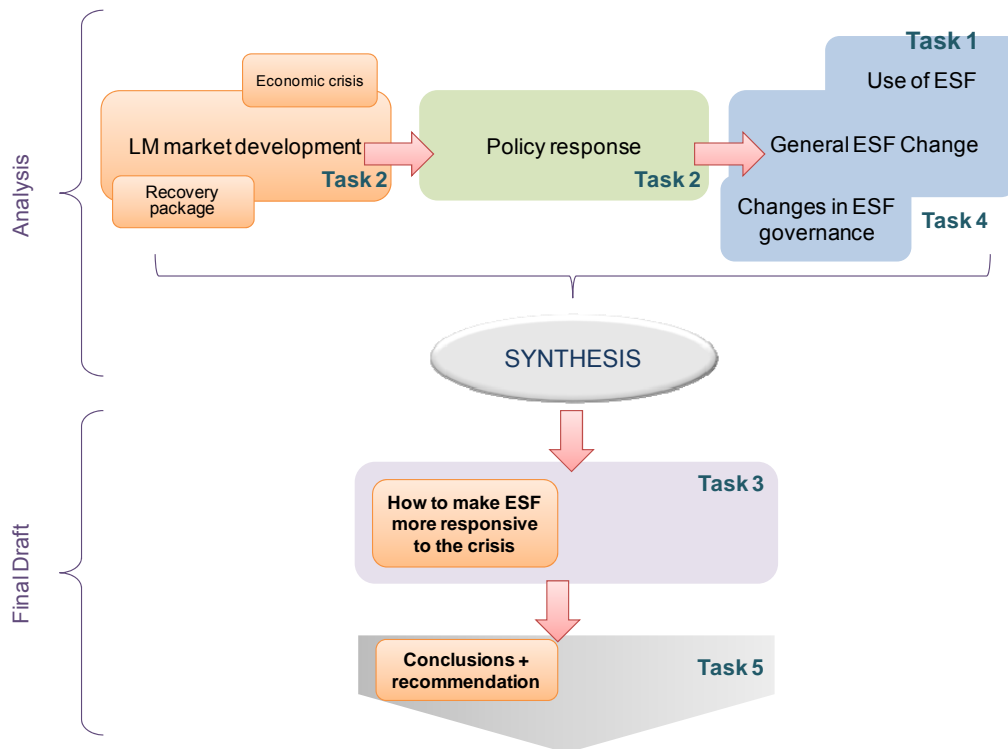 Analysis
Economic crisis
LM market development
Task 2
Recovery
package
Policy response
Task 2
Task 1
Use of ESF
General ESF Change
Changes in ESF
governance
Task 4
SYNTHESIS
Final Draft
Task 3
How to make ESF
more responsive
to the crisis
Conclusions +
recommendation
Task 5